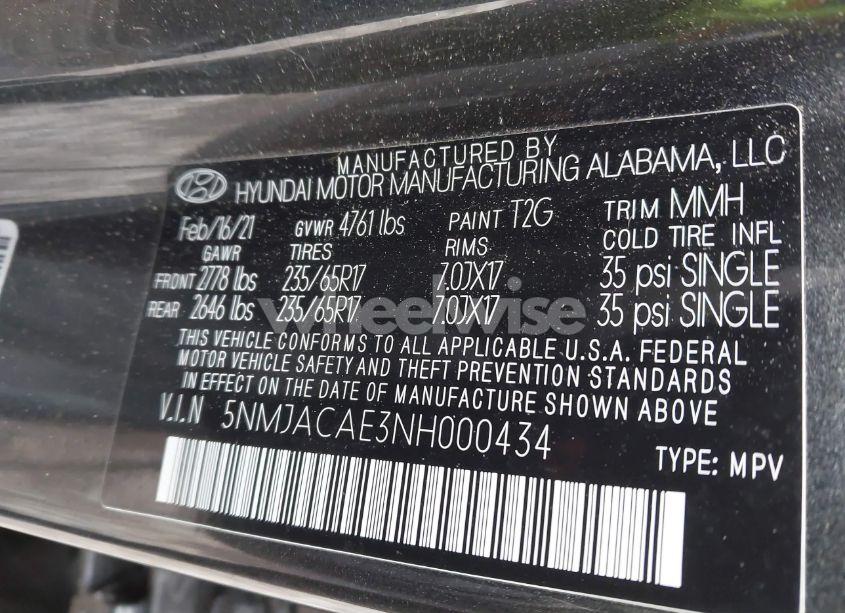 MANUFACTURED BY
HYUNDAI MOTOR MANUFACTURING ALABAMA, LLC
Feb/16/21 GVWR 4761 lbs PAINT T2G TRIM MMH
GAWR TIRES RIMS COLD TIRE INFL
FRONT 2778 lbs 235/65R17 7.0JX17 35 psi SINGLE
REAR 2646 lbs 235/65R17 7.0JX17 35 psi SINGLE
wheelwise
THIS VEHICLE CONFORMS TO ALL APPLICABLE U.S.A. FEDERAL
MOTOR VEHICLE SAFETY AND THEFT PREVENTION STANDARDS
IN EFFECT ON THE DATE OF MANUFACTURE SHOWN ABOVE.
V.I.N 5NMJACAE3NH000434
TYPE: MPV